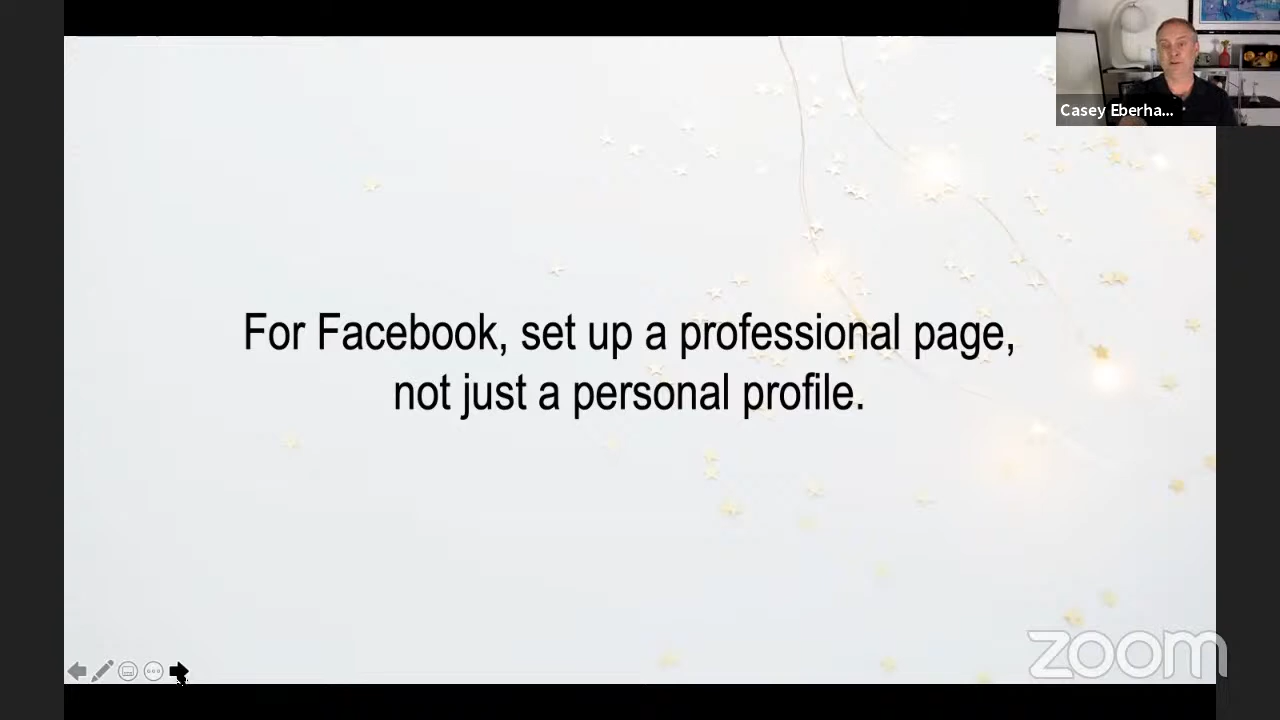 Casey Eberha...
For Facebook, set up a professional page,
not just a personal profile.
zoom